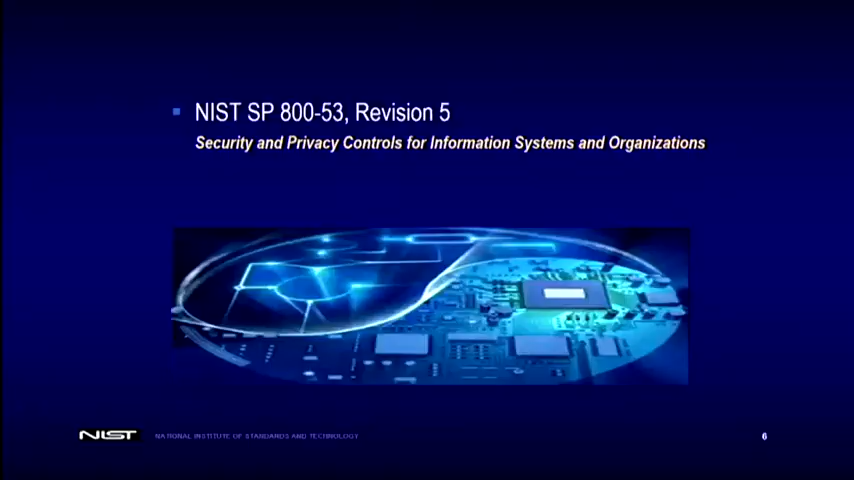 NIST SP 800-53, Revision 5
Security and Privacy Controls for Information Systems and Organizations
NIST NATIONAL INSTITUTE OF STANDARDS AND TECHNOLOGY 6